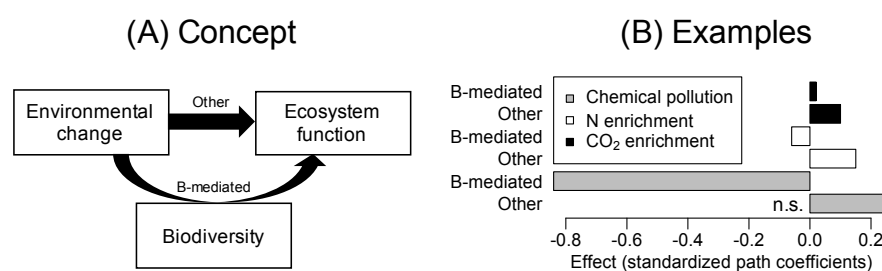 (A) Concept
Environmental
change
Other
Ecosystem
function
B-mediated
Biodiversity
(B) Examples
B-mediated
Other
B-mediated
Other
B-mediated
Other
Chemical pollution
N enrichment
CO₂ enrichment
n.s.
-0.8 -0.6 -0.4 -0.2 0.0 0.2
Effect (standardized path coefficients)